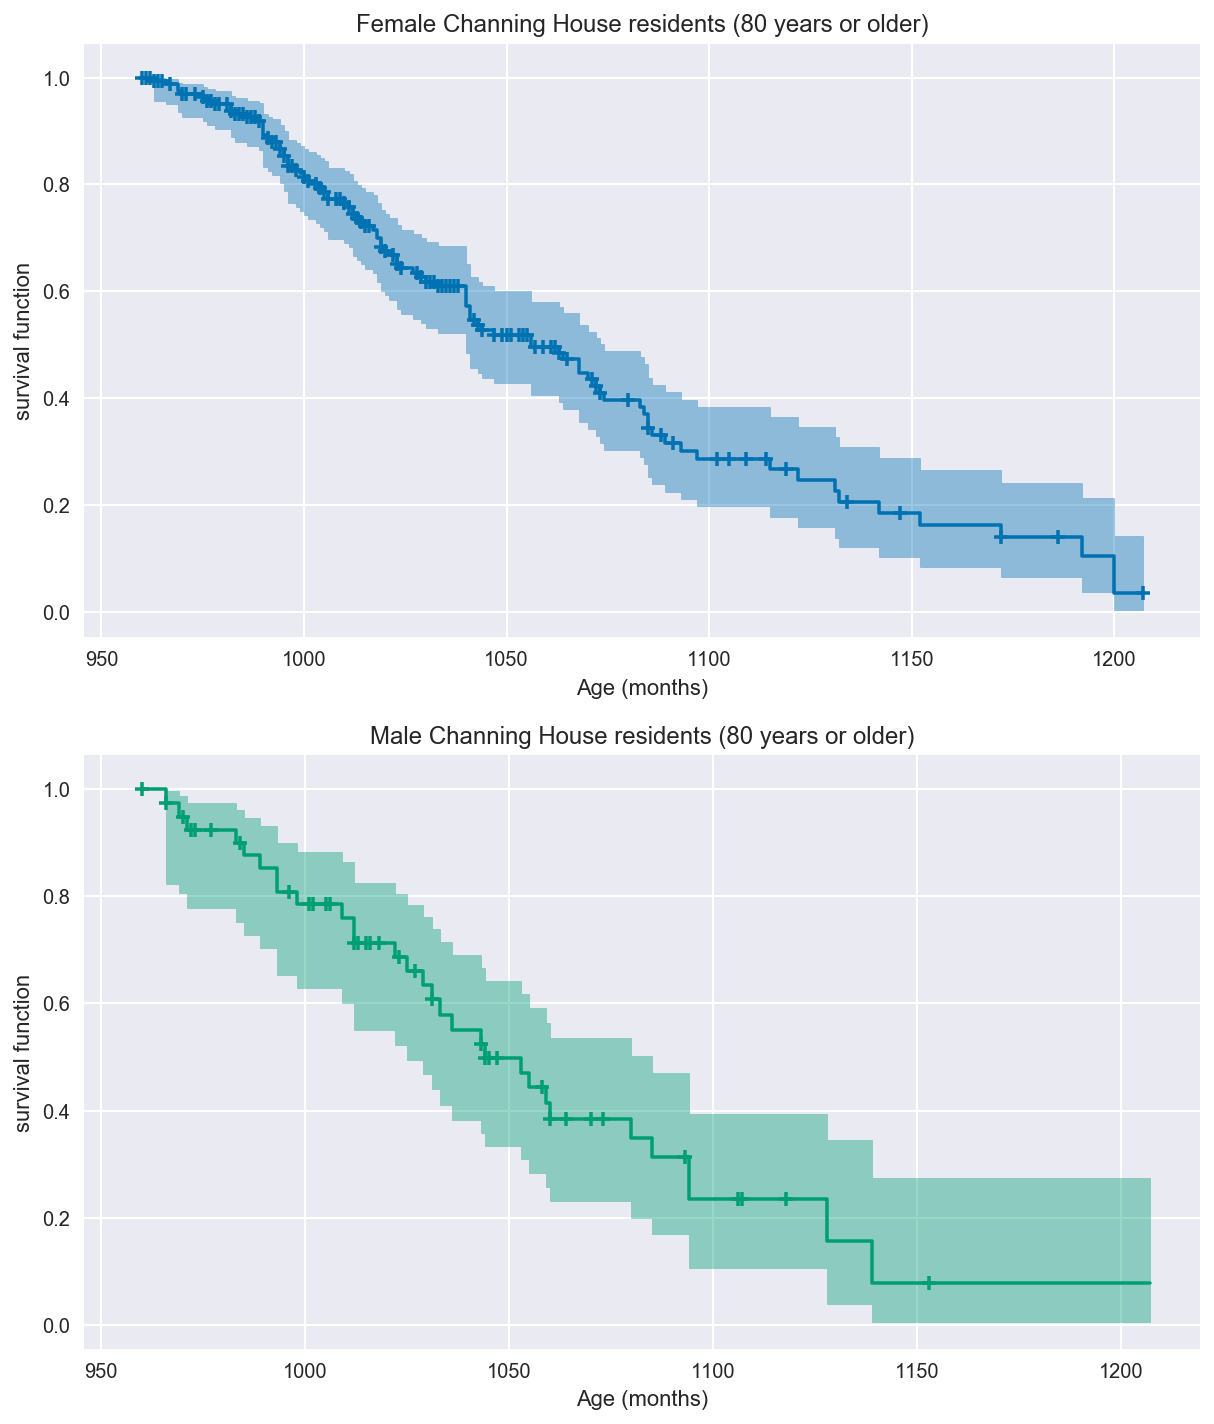 Female Channing House residents (80 years or older)
1.0
0.8
0.6
0.4
0.2
0.0
survival function
950 1000 1050 1100 1150 1200
Age (months)
Male Channing House residents (80 years or older)
1.0
0.8
0.6
0.4
0.2
0.0
survival function
950 1000 1050 1100 1150 1200
Age (months)